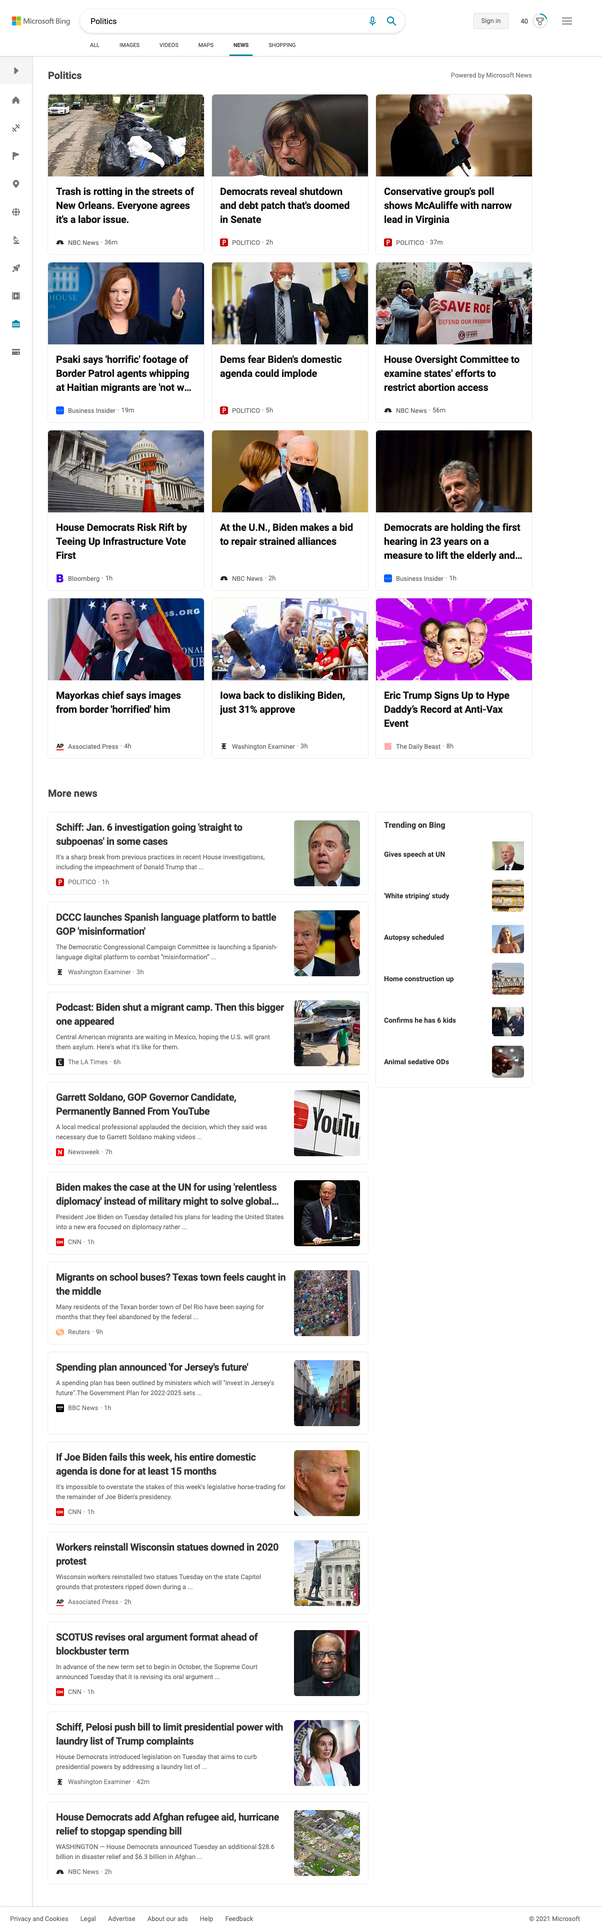 Microsoft Bing
Politics
Sign in
40
ALL
IMAGES
VIDEOS
MAPS
NEWS
SHOPPING
Politics
Powered by Microsoft News
Trash is rotting in the streets of
New Orleans. Everyone agrees
it's a labor issue.
NBC News · 36m
Democrats reveal shutdown
and debt patch that's doomed
in Senate
POLITICO · 2h
Conservative group's poll
shows McAuliffe with narrow
lead in Virginia
POLITICO · 37m
HOUSE
Psaki says 'horrific' footage of
Border Patrol agents whipping
at Haitian migrants are 'not w...
Business Insider · 19m
Dems fear Biden's domestic
agenda could implode
POLITICO · 5h
SAVE ROE
DEFEND OUR FREEDOM
House Oversight Committee to
examine states' efforts to
restrict abortion access
NBC News · 56m
CAUTION
House Democrats Risk Rift by
Teeing Up Infrastructure Vote
First
Bloomberg · 1h
At the U.N., Biden makes a bid
to repair strained alliances
NBC News · 2h
Democrats are holding the first
hearing in 23 years on a
measure to lift the elderly and...
Business Insider · 1h
SS.ORG
Mayorkas chief says images
from border 'horrified' him
AP Associated Press · 4h
Iowa back to disliking Biden,
just 31% approve
Washington Examiner · 3h
Eric Trump Signs Up to Hype
Daddy's Record at Anti-Vax
Event
The Daily Beast · 8h
More news
Schiff: Jan. 6 investigation going 'straight to
subpoenas' in some cases
It's a sharp break from previous practices in recent House investigations,
including the impeachment of Donald Trump that ...
POLITICO · 1h
DCCC launches Spanish language platform to battle
GOP 'misinformation'
The Democratic Congressional Campaign Committee is launching a Spanish-
language digital platform to combat "misinformation" ...
Washington Examiner · 3h
Podcast: Biden shut a migrant camp. Then this bigger
one appeared
Central American migrants are waiting in Mexico, hoping the U.S. will grant
them asylum. Here's what it's like for them.
The LA Times · 6h
Garrett Soldano, GOP Governor Candidate,
Permanently Banned From YouTube
A local medical professional applauded the decision, which they said was
necessary due to Garrett Soldano making videos ...
Newsweek · 7h
YouTu
Biden makes the case at the UN for using 'relentless
diplomacy' instead of military might to solve global...
President Joe Biden on Tuesday detailed his plans for leading the United States
into a new era focused on diplomacy rather ...
CNN · 1h
Migrants on school buses? Texas town feels caught in
the middle
Many residents of the Texan border town of Del Rio have been saying for
months that they feel abandoned by the federal ...
Reuters · 9h
Spending plan announced 'for Jersey's future'
A spending plan has been outlined by ministers which will "invest in Jersey's
future".The Government Plan for 2022-2025 sets ...
BBC News · 1h
If Joe Biden fails this week, his entire domestic
agenda is done for at least 15 months
It's impossible to overstate the stakes of this week's legislative horse-trading for
the remainder of Joe Biden's presidency.
CNN · 1h
Workers reinstall Wisconsin statues downed in 2020
protest
Wisconsin workers reinstalled two statues Tuesday on the state Capitol
grounds that protesters ripped down during a ...
AP Associated Press · 2h
SCOTUS revises oral argument format ahead of
blockbuster term
In advance of the new term set to begin in October, the Supreme Court
announced Tuesday that it is revising its oral argument ...
CNN · 1h
Schiff, Pelosi push bill to limit presidential power with
laundry list of Trump complaints
House Democrats introduced legislation on Tuesday that aims to curb
presidential powers by addressing a laundry list of ...
Washington Examiner · 42m
House Democrats add Afghan refugee aid, hurricane
relief to stopgap spending bill
WASHINGTON — House Democrats announced Tuesday an additional $28.6
billion in disaster relief and $6.3 billion in Afghan ...
NBC News · 2h
Trending on Bing
Gives speech at UN
'White striping' study
Autopsy scheduled
Home construction up
Confirms he has 6 kids
Animal sedative ODs
Privacy and Cookies
Legal
Advertise
About our ads
Help
Feedback
© 2021 Microsoft